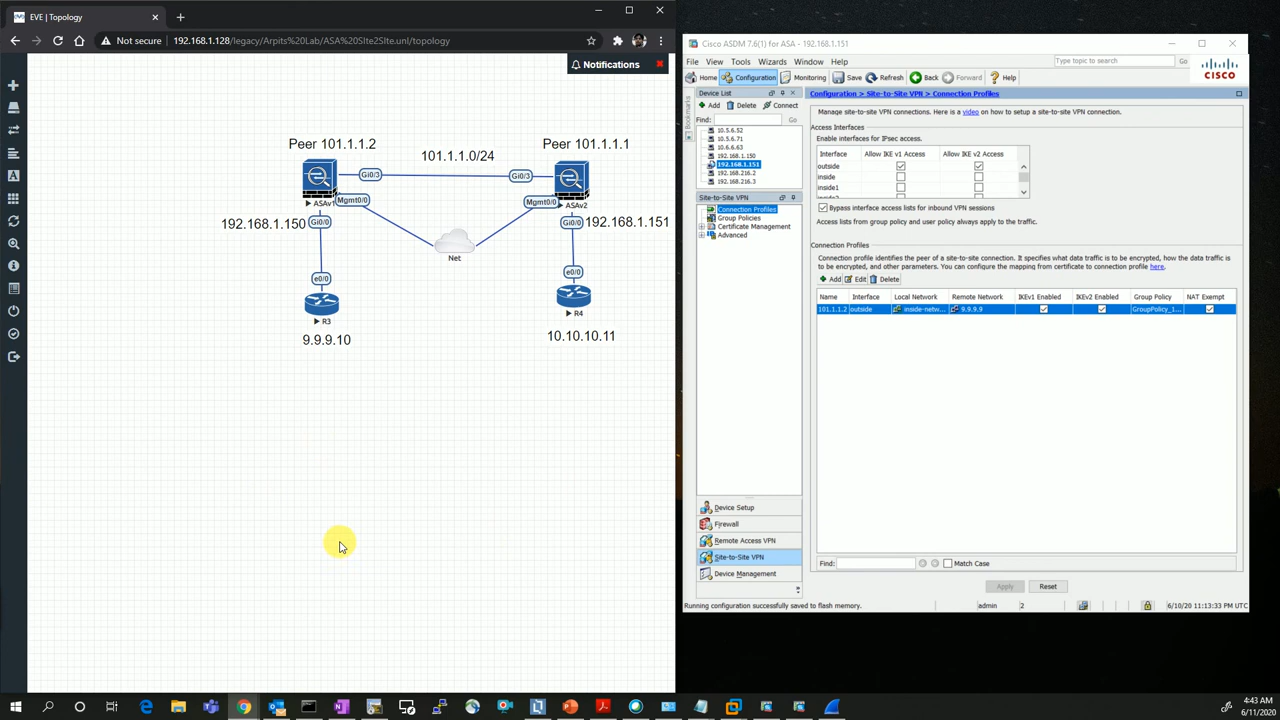 EVE | Topology
Not secure
192.168.1.128/legacy/Arpits%20Lab/ASA%20SIte2Site.unl/topology
Notifications
Peer 101.1.1.2
Peer 101.1.1.1
101.1.1.0/24
Gi0/3
Gi0/3
ASAv1
Mgmt0/0
Mgmt0/0
ASAv2
192.168.1.150
Gi0/0
Gi0/0
192.168.1.151
Net
e0/0
e0/0
R3
R4
9.9.9.10
10.10.10.11
Cisco ASDM 7.6(1) for ASA - 192.168.1.151
File View Tools Wizards Window Help
Type topic to search
Go
CISCO
Home Configuration Monitoring Save Refresh Back Forward Help
Bookmarks
Device List
Add Delete Connect
Find:
Go
10.5.6.52
10.5.6.71
10.6.6.63
192.168.1.150
192.168.1.151
192.168.216.2
192.168.216.3
Site-to-Site VPN
Connection Profiles
Group Policies
Certificate Management
Advanced
Device Setup
Firewall
Remote Access VPN
Site-to-Site VPN
Device Management
Configuration > Site-to-Site VPN > Connection Profiles
Manage site-to-site VPN connections. Here is a video on how to setup a site-to-site VPN connection.
Access Interfaces
Enable interfaces for IPsec access.
Interface Allow IKE v1 Access Allow IKE v2 Access
outside
inside
inside1
Bypass interface access lists for inbound VPN sessions
Access lists from group policy and user policy always apply to the traffic.
Connection Profiles
Connection profile identifies the peer of a site-to-site connection. It specifies what data traffic is to be encrypted, how the data traffic is
to be encrypted, and other parameters. You can configure the mapping from certificate to connection profile here.
Add Edit Delete
Name Interface Local Network Remote Network IKEv1 Enabled IKEv2 Enabled Group Policy NAT Exempt
101.1.1.2 outside inside-netw... 9.9.9.9 GroupPolicy_1...
Find:
Match Case
Apply Reset
Running configuration successfully saved to flash memory.
admin
2
6/10/20 11:13:33 PM UTC
4:43 AM
6/11/2020